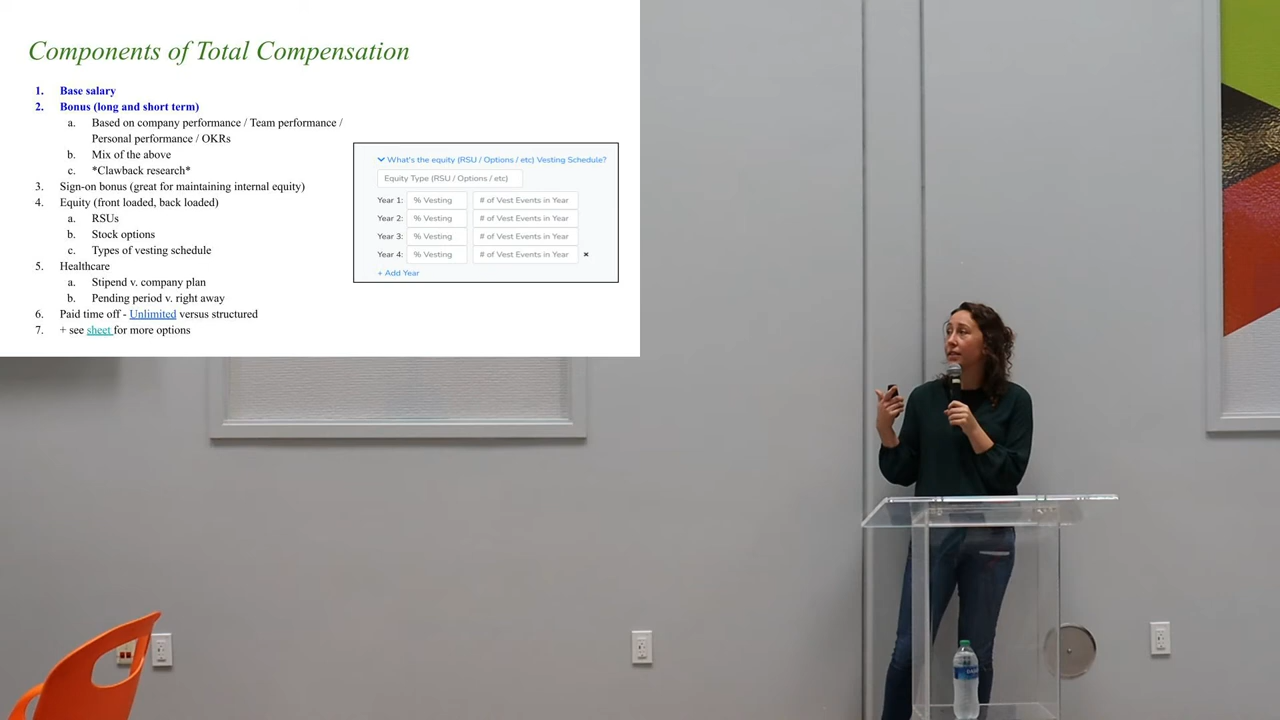 Components of Total Compensation
1. Base salary
2. Bonus (long and short term)
a. Based on company performance / Team performance /
Personal performance / OKRs
b. Mix of the above
c. *Clawback research*
3. Sign-on bonus (great for maintaining internal equity)
4. Equity (front loaded, back loaded)
a. RSUs
b. Stock options
c. Types of vesting schedule
5. Healthcare
a. Stipend v. company plan
b. Pending period v. right away
6. Paid time off - Unlimited versus structured
7. + see sheet for more options
What's the equity (RSU / Options / etc) Vesting Schedule?
Equity Type (RSU / Options / etc)
Year 1: % Vesting # of Vest Events in Year
Year 2: % Vesting # of Vest Events in Year
Year 3: % Vesting # of Vest Events in Year
Year 4: % Vesting # of Vest Events in Year ×
+ Add Year